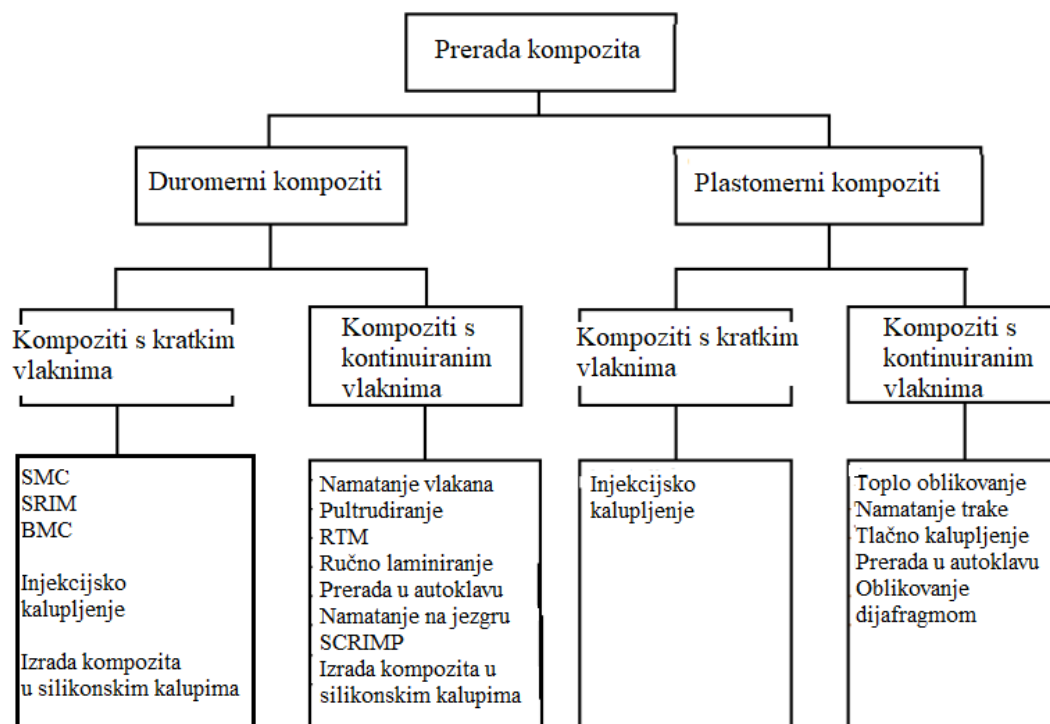 Prerada kompozita
Duromerni kompoziti
Plastomerni kompoziti
Kompoziti s kratkim
vlaknima
Kompoziti s
kontinuiranim
vlaknima
Kompoziti s kratkim
vlaknima
Kompoziti s
kontinuiranim
vlaknima
SMC
SRIM
BMC
Injekcijsko
kalupljenje
Izrada kompozita
u silikonskim kalupima
Namatanje vlakana
Pultrudiranje
RTM
Ručno laminiranje
Prerada u autoklavu
Namatanje na jezgru
SCRIMP
Izrada kompozita u
silikonskim kalupima
Injekcijsko
kalupljenje
Toplo oblikovanje
Namatanje trake
Tlačno kalupljenje
Prerada u autoklavu
Oblikovanje
dijafragmom